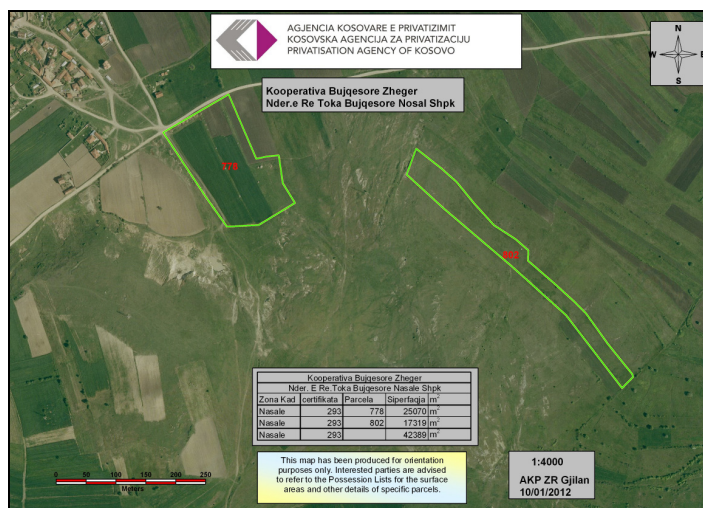 AGJENCIA KOSOVARE E PRIVATIZIMIT
KOSOVSKA AGENCIJA ZA PRIVATIZACIJU
PRIVATISATION AGENCY OF KOSOVO
N
W E
S
Kooperativa Bujqesore Zheger
Nder.e Re Toka Bujqesore Nosal Shpk
778
802
Kooperativa Bujqesore Zheger
Nder. E Re.Toka Bujqesore Nasale Shpk
Zona Kad certifikata Parcela Siperfaqja m²
Nasale 293 778 25070 m²
Nasale 293 802 17319 m²
Nasale 293 42389 m²
This map has been produced for orientation
purposes only. Interested parties are advised
to refer to the Possession Lists for the surface
areas and other details of specific parcels.
0 50 100 150 200 250
Meters
1:4000
AKP ZR Gjilan
10/01/2012